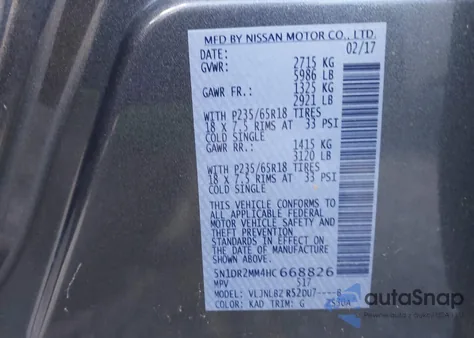 MFD BY NISSAN MOTOR CO., LTD.
DATE: 02/17
GVWR: 2715 KG
5986 LB
GAWR FR: 1325 KG
2921 LB
WITH P235/65R18 TIRES
18 X 7.5 RIMS AT 33 PSI
COLD SINGLE
GAWR RR: 1415 KG
3120 LB
WITH P235/65R18 TIRES
18 X 7.5 RIMS AT 33 PSI
COLD SINGLE
THIS VEHICLE CONFORMS TO
ALL APPLICABLE FEDERAL
MOTOR VEHICLE SAFETY AND
THEFT PREVENTION
STANDARDS IN EFFECT ON
THE DATE OF MANUFACTURE
SHOWN ABOVE.
5N1DR2MM4HC668826
MPV 517
MODEL:
COLOR: KAD TRIM: G
autoSnap